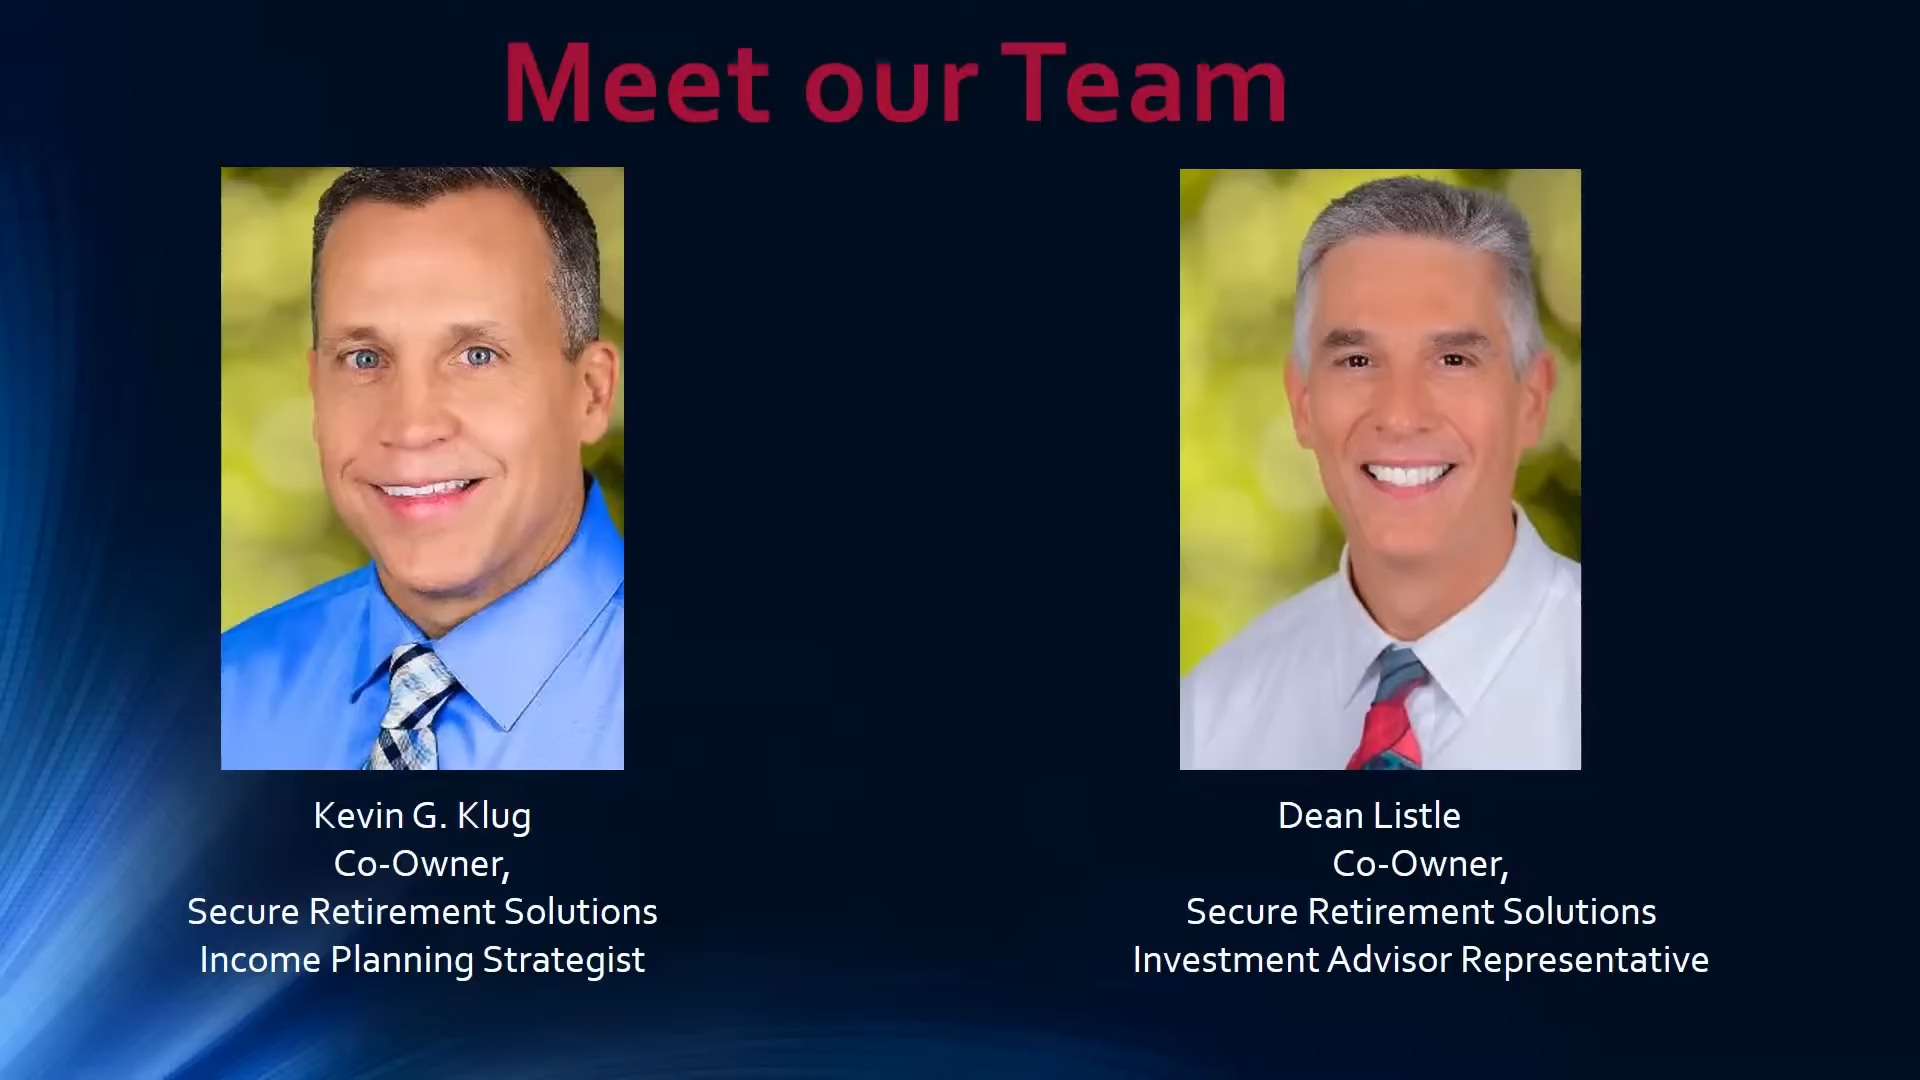 Meet our Team
Kevin G. Klug
Co-Owner,
Secure Retirement Solutions
Income Planning Strategist
Dean Listle
Co-Owner,
Secure Retirement Solutions
Investment Advisor Representative